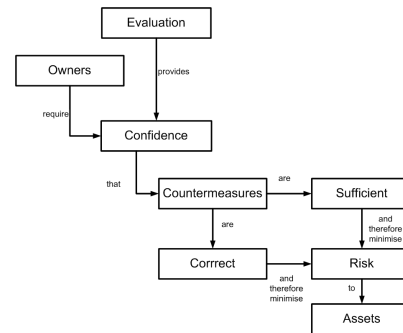 Evaluation
Owners
provides
require
Confidence
that
Countermeasures
are
Sufficient
are
and
therefore
minimise
Corrrect
and
therefore
minimise
Risk
to
Assets